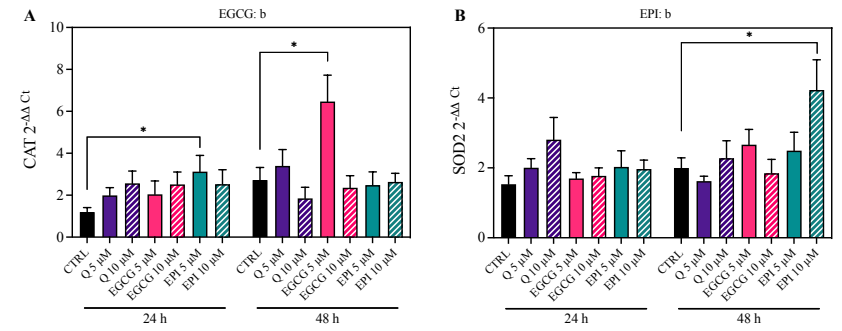 A
EGCG: b
CAT 2-ΔΔ Ct
10
8
6
4
2
0
*
*
CTRL
Q 5 µM
Q 10 µM
EGCG 5 µM
EGCG 10 µM
EPI 5 µM
EPI 10 µM
CTRL
Q 5 µM
Q 10 µM
EGCG 5 µM
EGCG 10 µM
EPI 5 µM
EPI 10 µM
24 h
48 h
B
EPI: b
SOD2 2-ΔΔ Ct
6
4
2
0
*
CTRL
Q 5 µM
Q 10 µM
EGCG 5 µM
EGCG 10 µM
EPI 5 µM
EPI 10 µM
CTRL
Q 5 µM
Q 10 µM
EGCG 5 µM
EGCG 10 µM
EPI 5 µM
EPI 10 µM
24 h
48 h